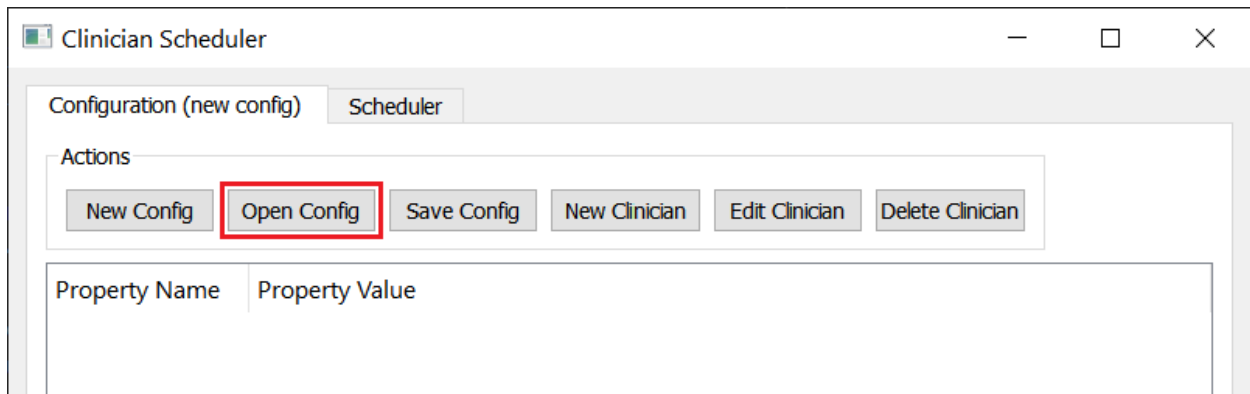 Clinician Scheduler
Configuration (new config) Scheduler
Actions
New Config Open Config Save Config New Clinician Edit Clinician Delete Clinician
Property Name Property Value